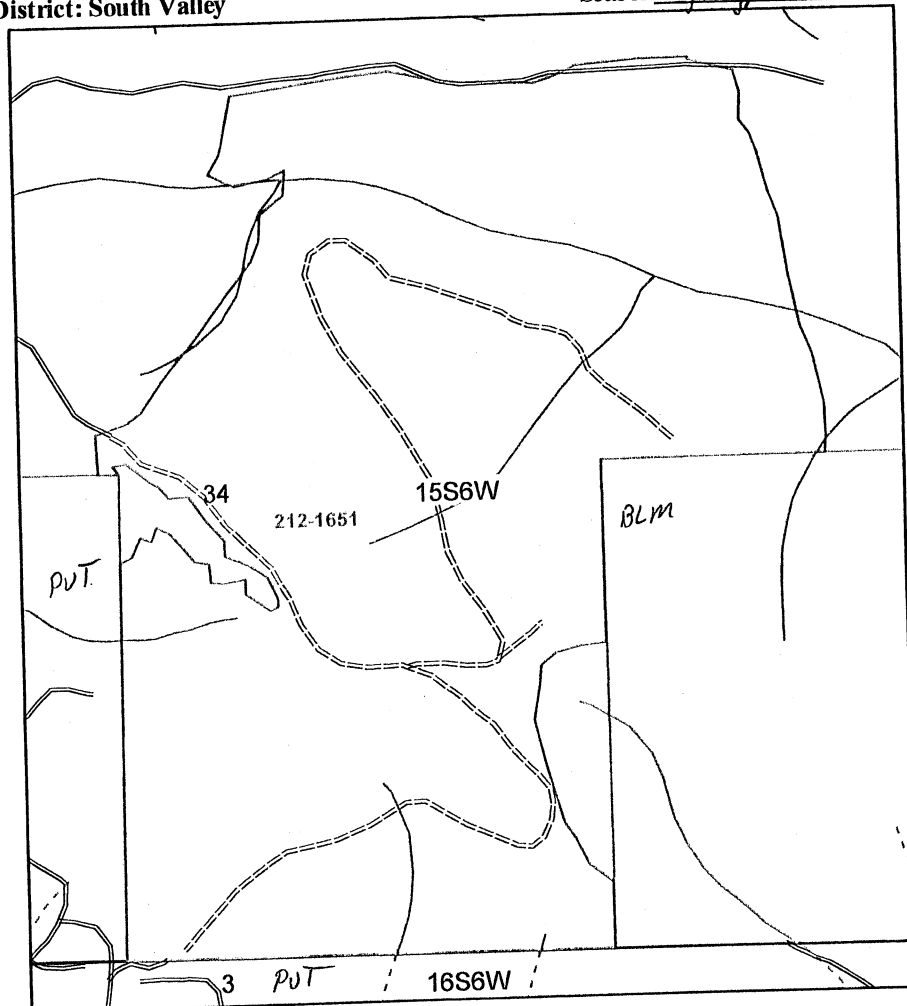 District: South Valley
34
15S6W
212-1651
BLM
PVT.
3 PVT 16S6W